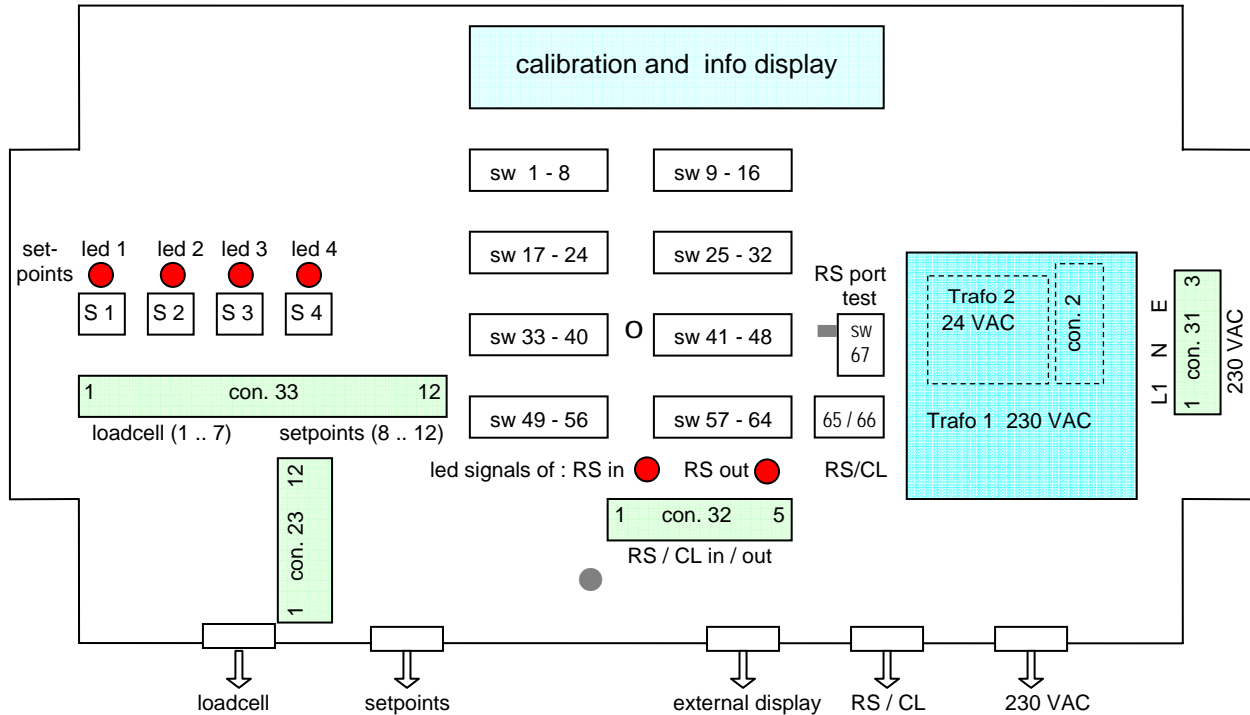 calibration and info display
sw 1 - 8
sw 9 - 16
set-
points
led 1
led 2
led 3
led 4
S 1
S 2
S 3
S 4
sw 17 - 24
sw 25 - 32
RS port
test
sw
67
sw 33 - 40
O
sw 41 - 48
Trafo 2
24 VAC
con. 2
Trafo 1 230 VAC
L1 N E
1 con. 31 3
230 VAC
1 con. 33 12
loadcell (1 .. 7) setpoints (8 .. 12)
sw 49 - 56
sw 57 - 64
65 / 66
RS/CL
led signals of : RS in
RS out
1 con. 23 12
1 con. 32 5
RS / CL in / out
loadcell
setpoints
external display
RS / CL
230 VAC